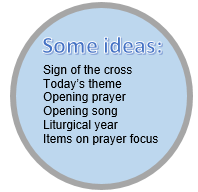 Some ideas:
Sign of the cross
Today's theme
Opening prayer
Opening song
Liturgical year
Items on prayer focus